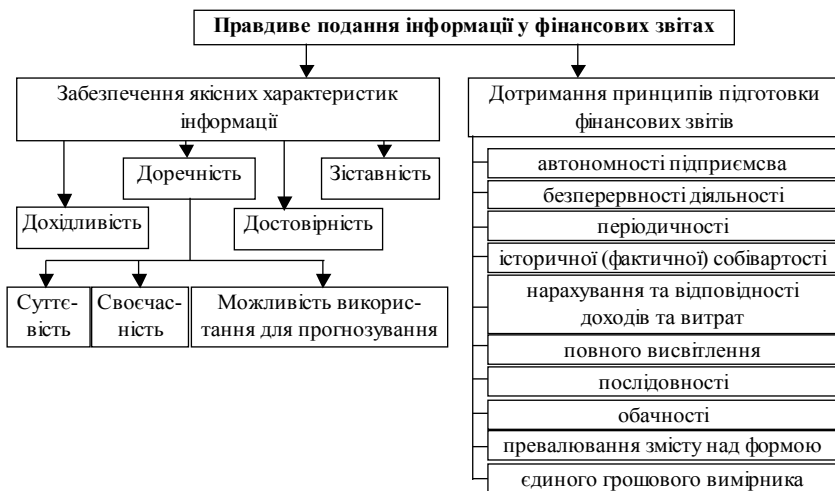 Правдиве подання інформації у фінансових звітах
Забезпечення якісних характеристик
інформації
Дотримання принципів підготовки
фінансових звітів
Доречність
Зіставність
Дохідливість
Достовірність
Суттє-
вість
Своєчас-
ність
Можливість викорис-
тання для прогнозування
автономності підприємсва
безперервності діяльності
періодичності
історичної (фактичної) собівартості
нарахування та відповідності
доходів та витрат
повного висвітлення
послідовності
обачності
превалювання змісту над формою
єдиного грошового вимірника